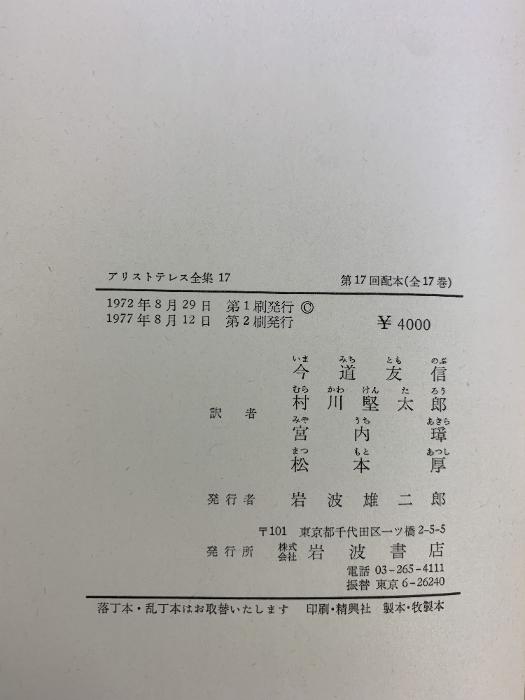 アリストテレス全集 17 第17回配本(全17巻)
1972年8月29日 第1刷発行 ©
1977年8月12日 第2刷発行 ¥ 4000
いま みち とも のぶ
今道友信
むら かわ けん た ろう
村川堅太郎
訳者
みや うち あきら
宮内璋
まつ もと あつし
松本厚
発行者 岩波雄二郎
〒101 東京都千代田区一ツ橋2-5-5
発行所 株式会社 岩波書店
電話 03-265-4111
振替 東京 6-26240
落丁本・乱丁本はお取替いたします 印刷・精興社 製本・牧製本